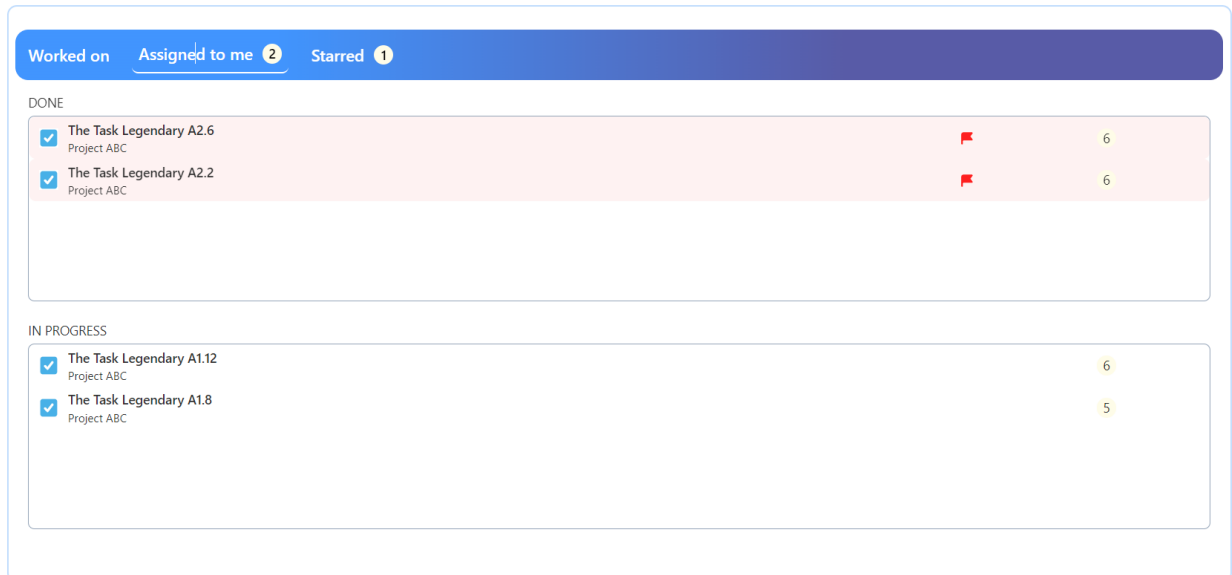 Worked on Assigned to me 2 Starred 1
DONE
The Task Legendary A2.6
Project ABC
6
The Task Legendary A2.2
Project ABC
6
IN PROGRESS
The Task Legendary A1.12
Project ABC
6
The Task Legendary A1.8
Project ABC
5